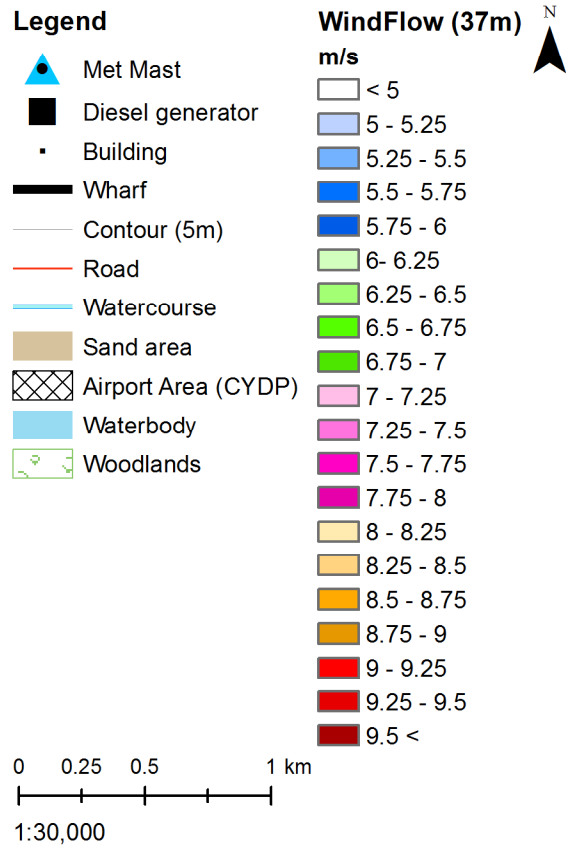 Legend
Met Mast
Diesel generator
Building
Wharf
Contour (5m)
Road
Watercourse
Sand area
Airport Area (CYDP)
Waterbody
Woodlands
WindFlow (37m)
m/s
< 5
5 - 5.25
5.25 - 5.5
5.5 - 5.75
5.75 - 6
6- 6.25
6.25 - 6.5
6.5 - 6.75
6.75 - 7
7 - 7.25
7.25 - 7.5
7.5 - 7.75
7.75 - 8
8 - 8.25
8.25 - 8.5
8.5 - 8.75
8.75 - 9
9 - 9.25
9.25 - 9.5
9.5 <
N
0 0.25 0.5 1 km
1:30,000